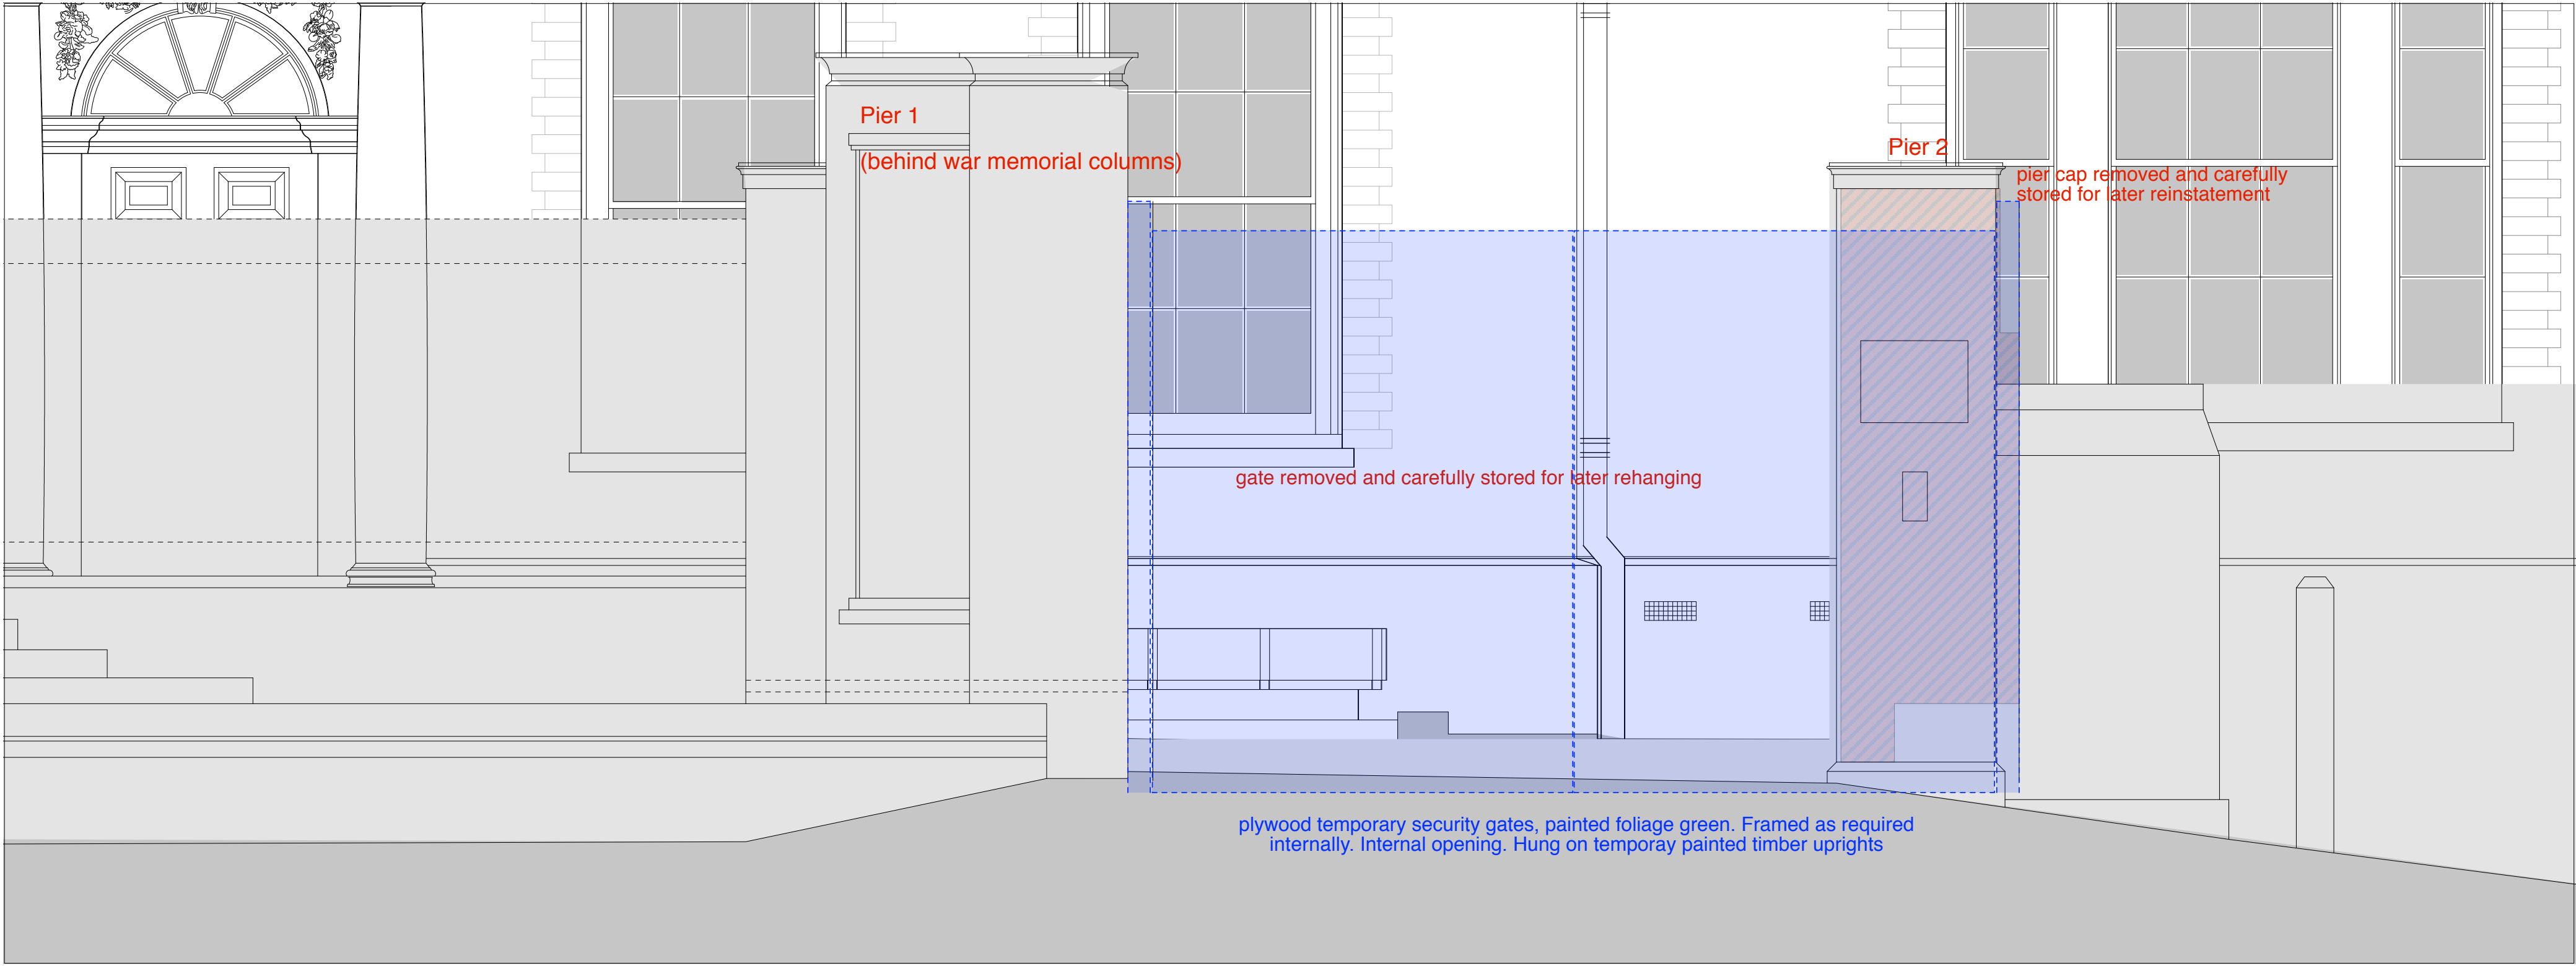 Pier 1
(behind war memorial columns)
Pier 2
pier cap removed and carefully
stored for later reinstatement
gate removed and carefully stored for later rehanging
plywood temporary security gates, painted foliage green. Framed as required
internally. Internal opening. Hung on temporay painted timber uprights